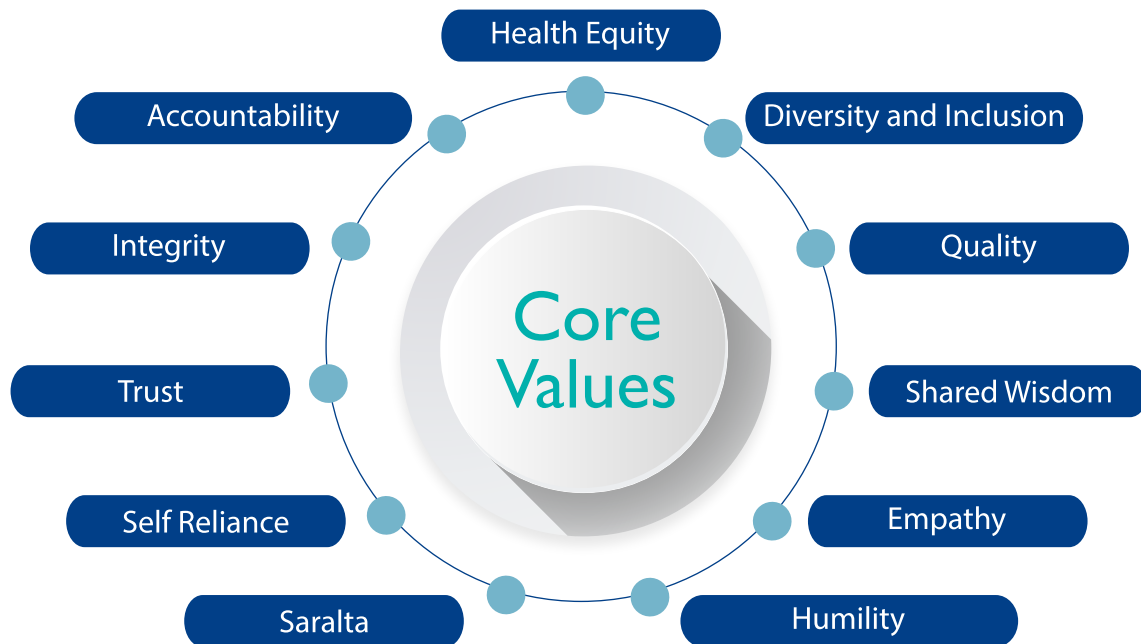 Health Equity
Accountability
Diversity and Inclusion
Integrity
Quality
Core
Values
Trust
Shared Wisdom
Self Reliance
Empathy
Saralta
Humility